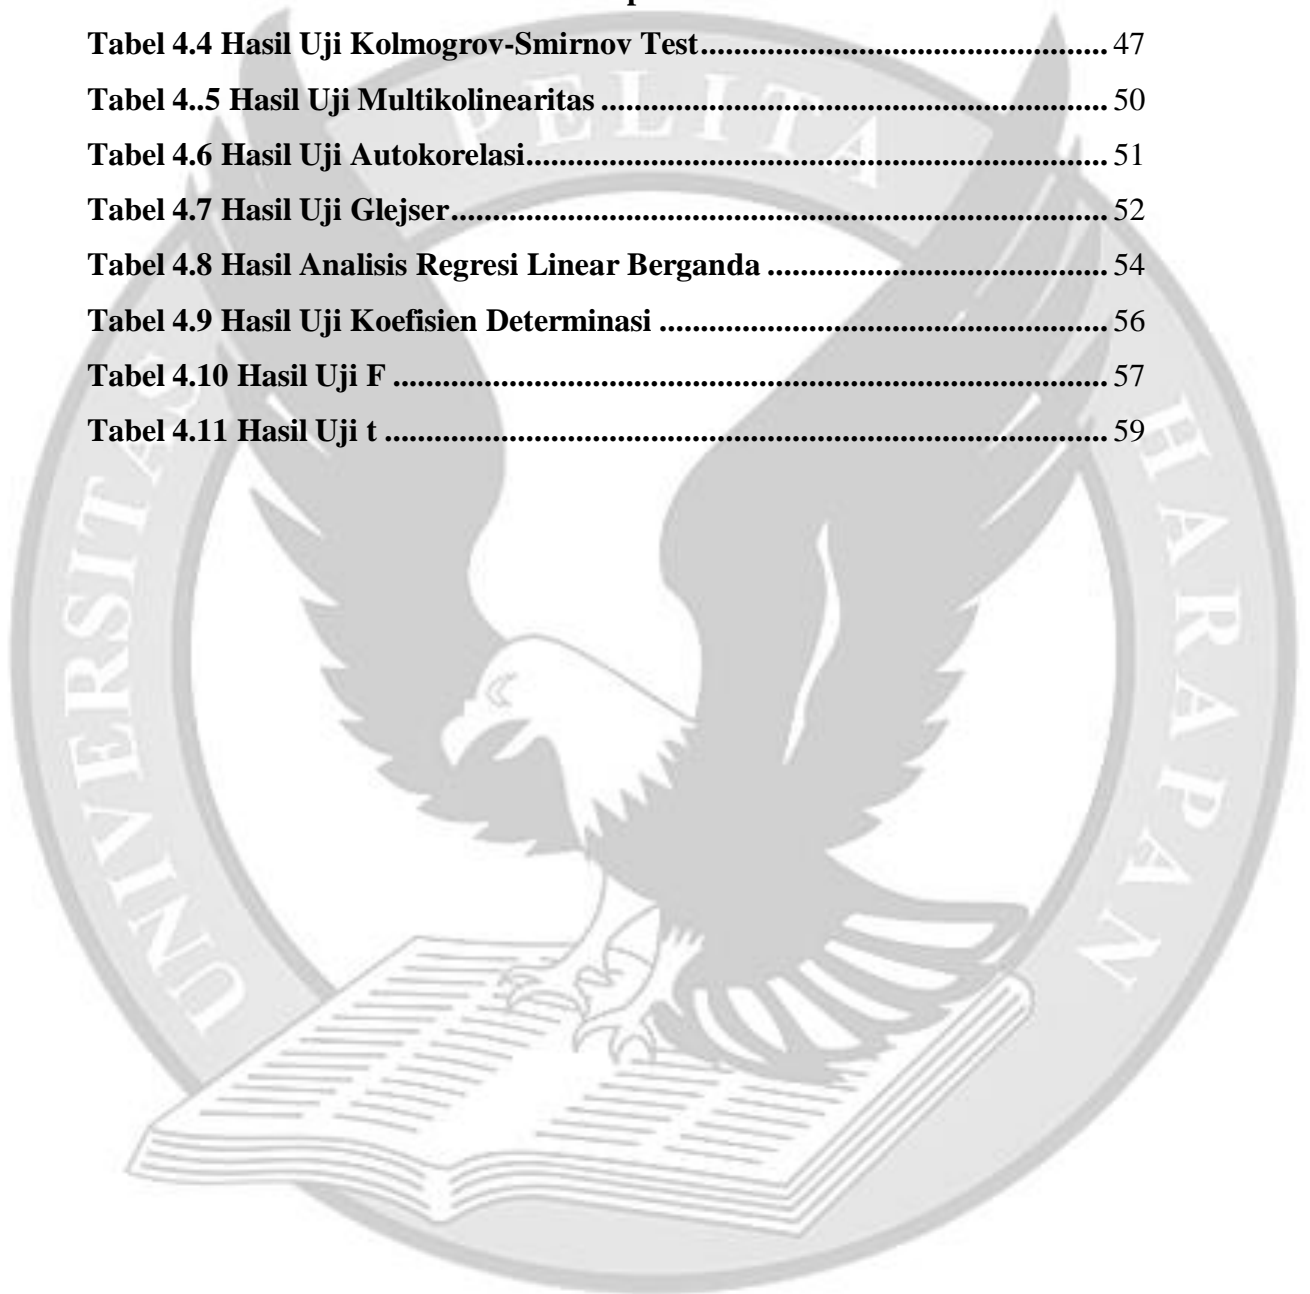 Tabel 4.4 Hasil Uji Kolmogrov-Smirnov Test.................................................. 47
Tabel 4..5 Hasil Uji Multikolinearitas .............................................................. 50
Tabel 4.6 Hasil Uji Autokorelasi....................................................................... 51
Tabel 4.7 Hasil Uji Glejser................................................................................. 52
Tabel 4.8 Hasil Analisis Regresi Linear Berganda .......................................... 54
Tabel 4.9 Hasil Uji Koefisien Determinasi ....................................................... 56
Tabel 4.10 Hasil Uji F ........................................................................................ 57
Tabel 4.11 Hasil Uji t ......................................................................................... 59
UNIVERSITAS PELITA HARAPAN